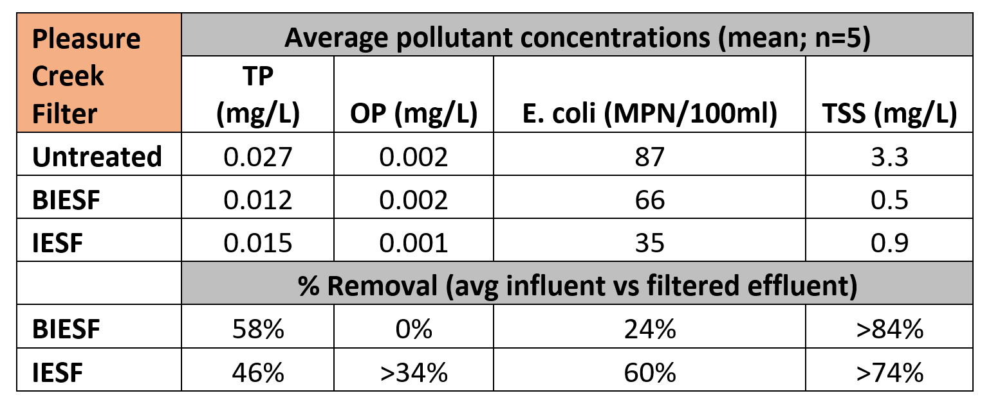 Pleasure
Creek
Filter
Average pollutant concentrations (mean; n=5)
TP
(mg/L) OP (mg/L) E. coli (MPN/100ml) TSS (mg/L)
Untreated 0.027 0.002 87 3.3
BIESF 0.012 0.002 66 0.5
IESF 0.015 0.001 35 0.9
% Removal (avg influent vs filtered effluent)
BIESF 58% 0% 24% >84%
IESF 46% >34% 60% >74%